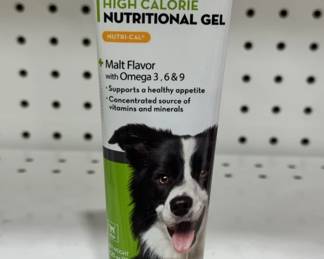 HIGH CALORIE
NUTRITIONAL GEL
NUTRI-CAL®
Malt Flavor
with Omega 3, 6 & 9
· Supports a healthy appetite
· Concentrated source of
vitamins and minerals